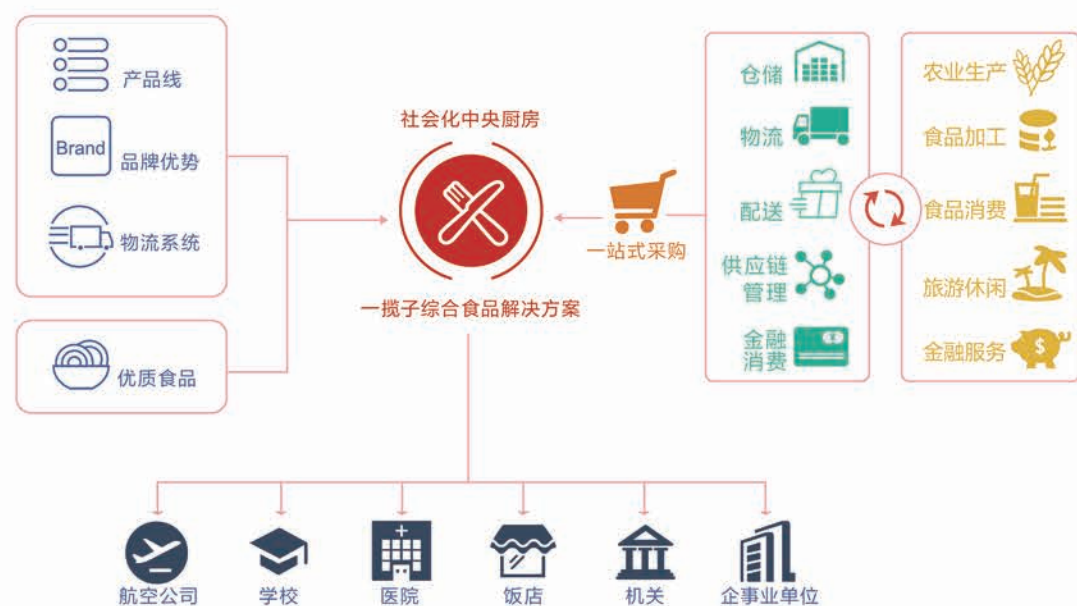 产品线
Brand
品牌优势
物流系统
优质食品
社会化中央厨房
一揽子综合食品解决方案
一站式采购
仓储
物流
配送
供应链
管理
金融
消费
农业生产
食品加工
食品消费
旅游休闲
金融服务
$
航空公司
学校
医院
饭店
机关
企事业单位